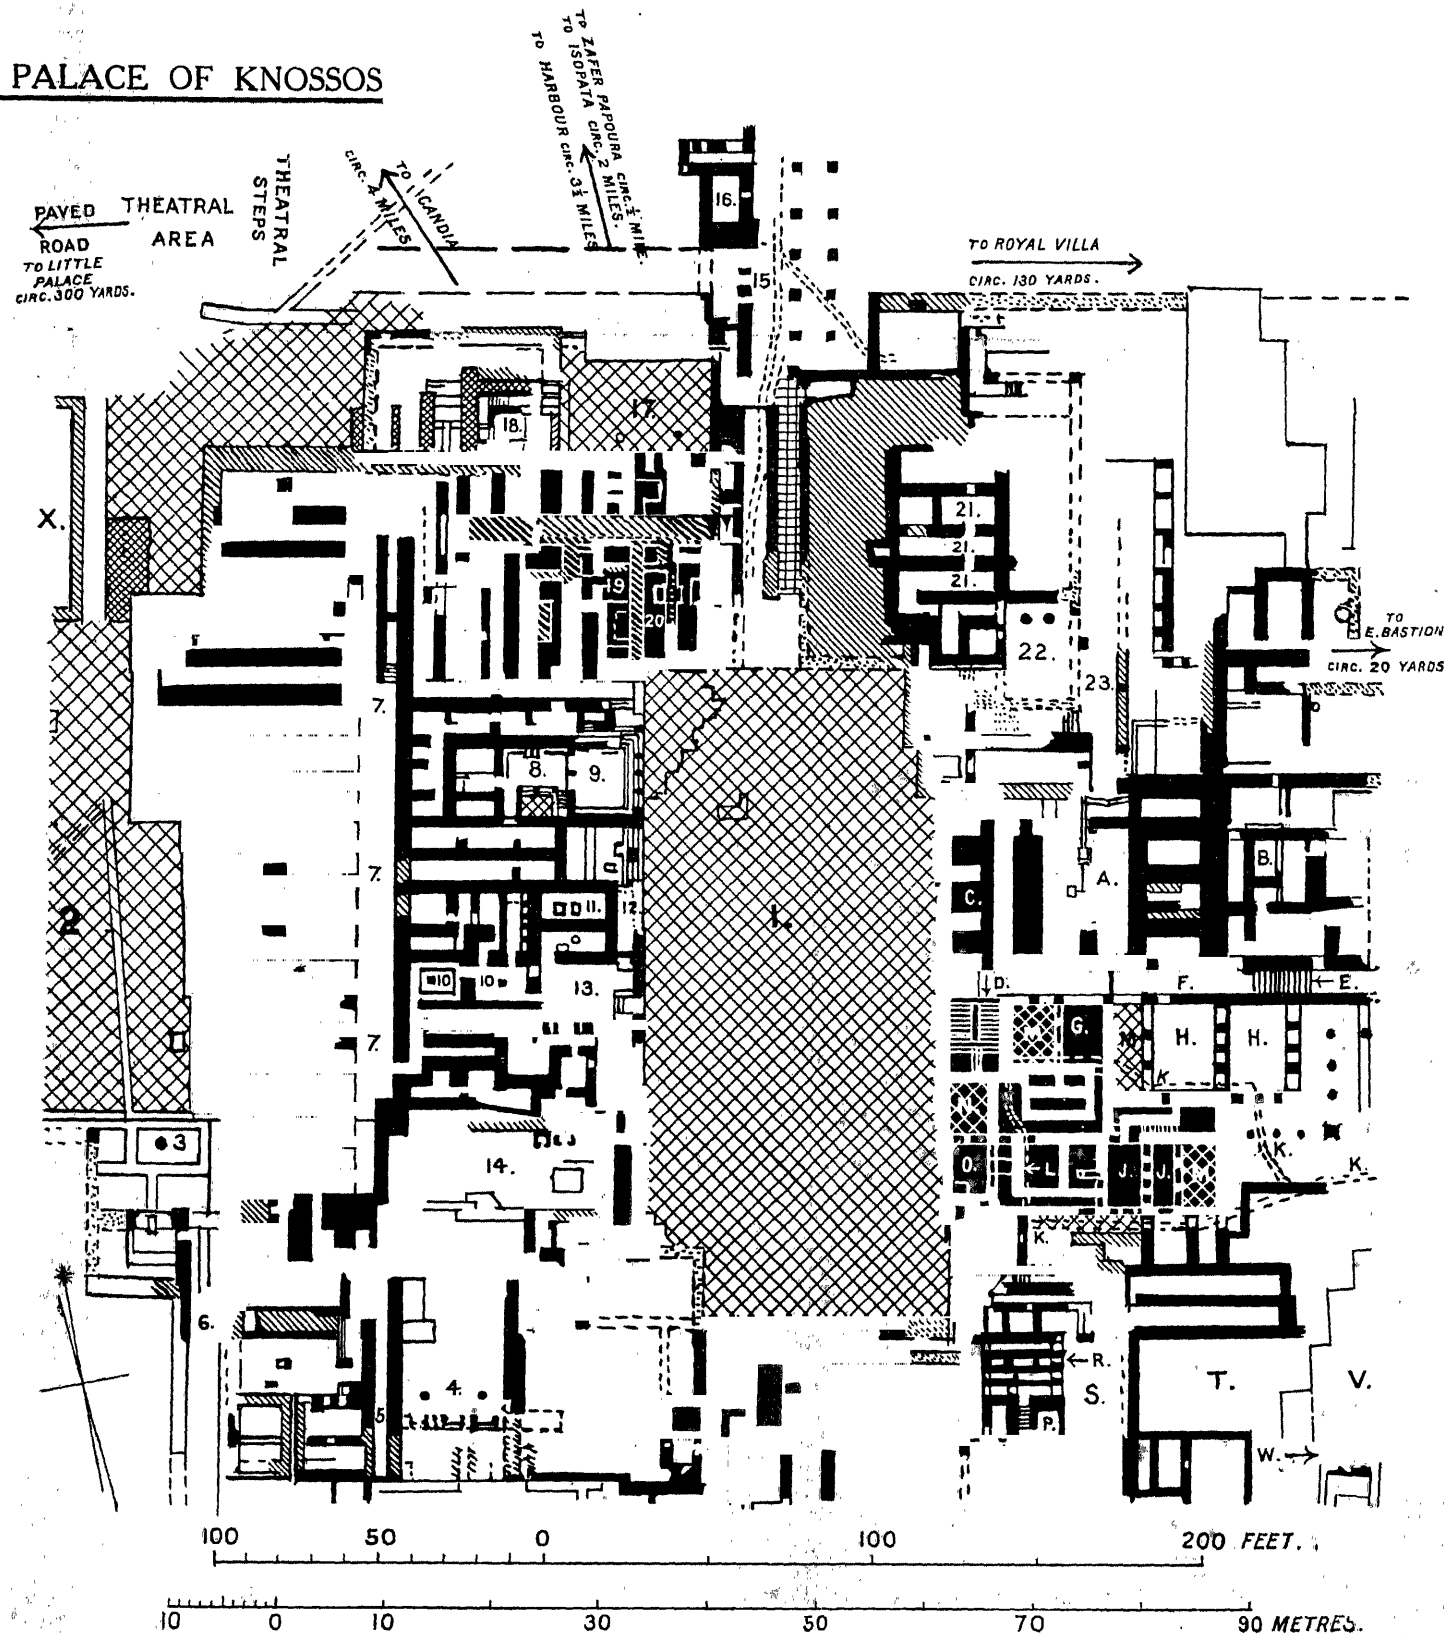 PALACE OF KNOSSOS
TO ZAFER PAPOURA CIRC. ½ MILE.
TO ISOPATA CIRC. 2 MILES.
TO HARBOUR CIRC. 3½ MILES
TO CANDIA
CIRC. 4 MILES
THEATRAL
STEPS
THEATRAL
AREA
PAVED
ROAD
TO LITTLE
PALACE
CIRC. 300 YARDS.
16.
TO ROYAL VILLA
CIRC. 130 YARDS.
15
17.
18.
X.
21.
21.
21.
19
20
22.
TO
E. BASTION
CIRC. 20 YARDS
23.
7.
8.
9.
7.
A.
B.
C.
2
11.
12.
1.
10
10
13.
D.
F.
E.
7.
M.
G.
M
H.
H.
K
N.
3
14.
O.
L
J.
J.
K.
K.
K.
6.
4.
5.
R.
S.
P.
T.
V.
W.
100 50 0 100 200 FEET.
10 0 10 30 50 70 90 METRES.